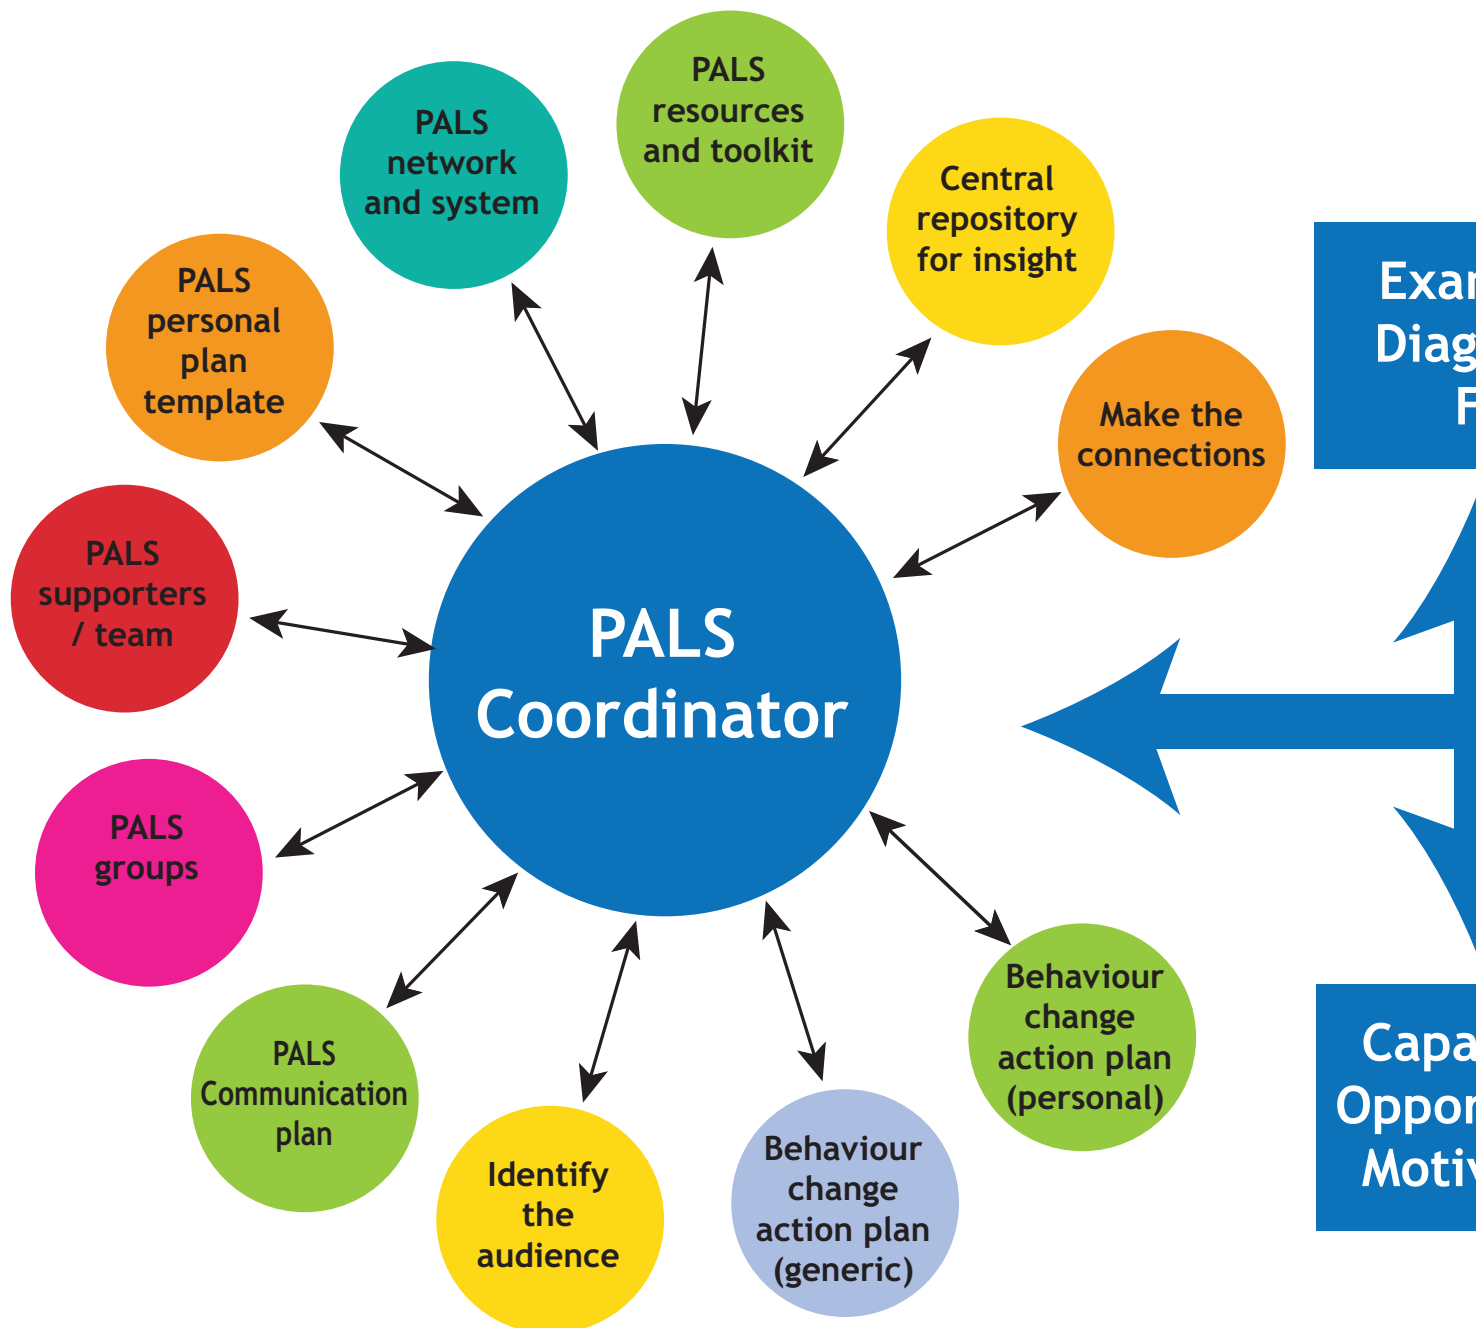 PALS
resources
and toolkit
PALS
network
and system
Central
repository
for insight
PALS
personal
plan
template
Make the
connections
PALS
supporters
/ team
PALS
Coordinator
PALS
groups
PALS
Communication
plan
Identify
the
audience
Behaviour
change
action plan
(generic)
Behaviour
change
action plan
(personal)